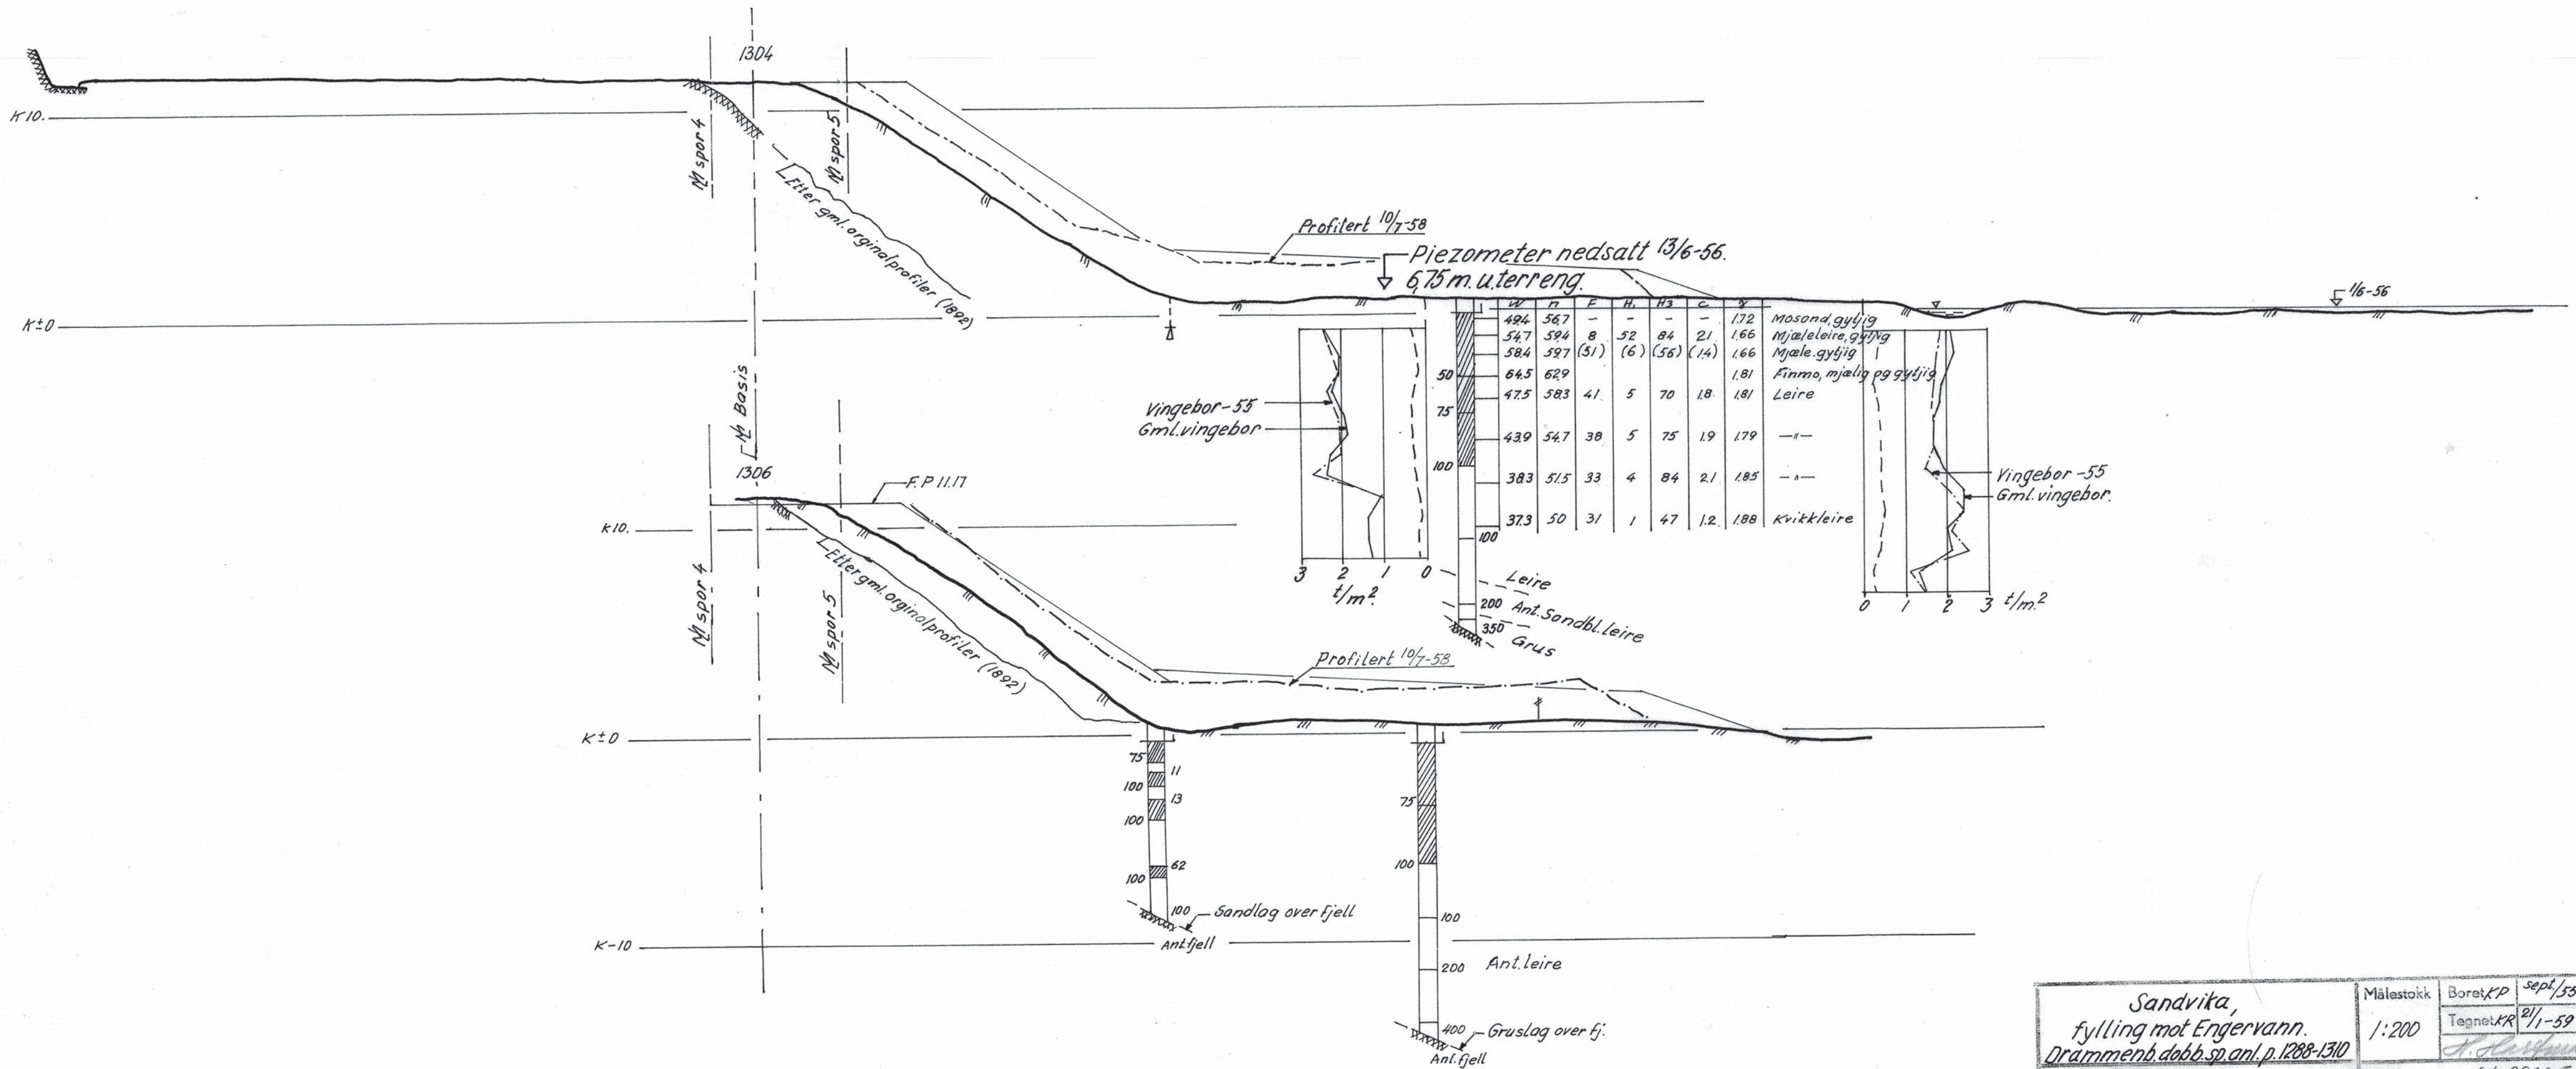 1304
K 10.
M spor 4
M spor 5
Etter gml. orginalprofiler (1892)
Profilert 10/7-58
Piezometer nedsatt 13/6-56.
6,75 m. u. terreng.
1/6-56
K±0
W n F H1 H3 C γ
49.4 56.7 – – – – 1.72 Mosand, gytjig
54.7 59.4 8 52 84 2.1 1.66 Mjæleleire, gytjig
58.4 59.7 (51) (6) (56) (1.4) 1.66 Mjæle. gytjig
64.5 62.9 1.81 Finmo, mjælig og gytjig
47.5 58.3 41 5 70 1.8 1.81 Leire
43.9 54.7 38 5 75 1.9 1.79 —"—
38.3 51.5 33 4 84 2.1 1.85 —"—
37.3 50 31 1 47 1.2 1.88 Kvikkleire
50
75
100
100
200
350
Leire
Ant. Sandbl. leire
Grus
Vingebor-55
Gml. vingebor
3 2 1 0
t/m².
Vingebor-55
Gml. vingebor.
0 1 2 3 t/m²
M Basis
1306
F.P 11.17
K10.
M spor 4
M spor 5
Etter gml. orginalprofiler (1892)
Profilert 10/7-58
K±0
75
11
100
13
100
62
100
100
Sandlag over fjell
Ant. fjell
75
100
100
200 Ant. leire
400 Gruslag over fj.
Ant. fjell
K-10
Sandvika,
fylling mot Engervann.
Drammenb. dobb. sp. anl. p. 1288-1310
Målestokk
1:200
Boret KP sept/55
Tegnet KR 21/1-59